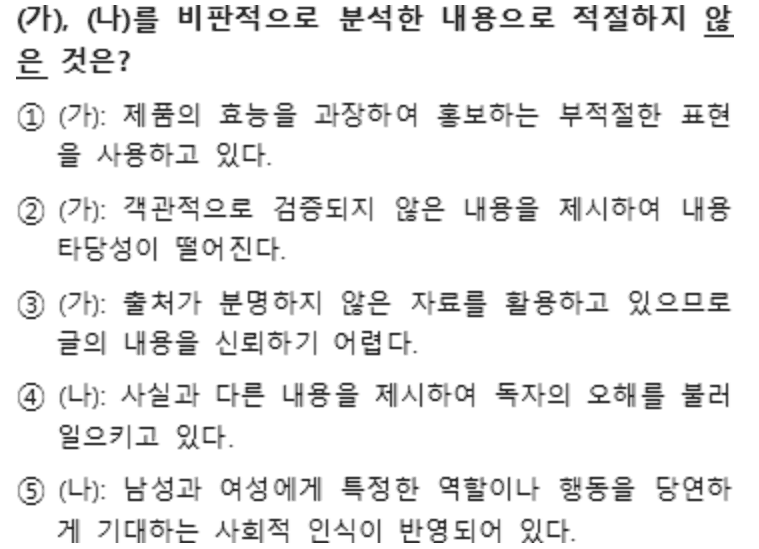 (가), (나)를 비판적으로 분석한 내용으로 적절하지 않
은 것은?
① (가): 제품의 효능을 과장하여 홍보하는 부적절한 표현
을 사용하고 있다.
② (가): 객관적으로 검증되지 않은 내용을 제시하여 내용
타당성이 떨어진다.
③ (가): 출처가 분명하지 않은 자료를 활용하고 있으므로
글의 내용을 신뢰하기 어렵다.
④ (나): 사실과 다른 내용을 제시하여 독자의 오해를 불러
일으키고 있다.
⑤ (나): 남성과 여성에게 특정한 역할이나 행동을 당연하
게 기대하는 사회적 인식이 반영되어 있다.